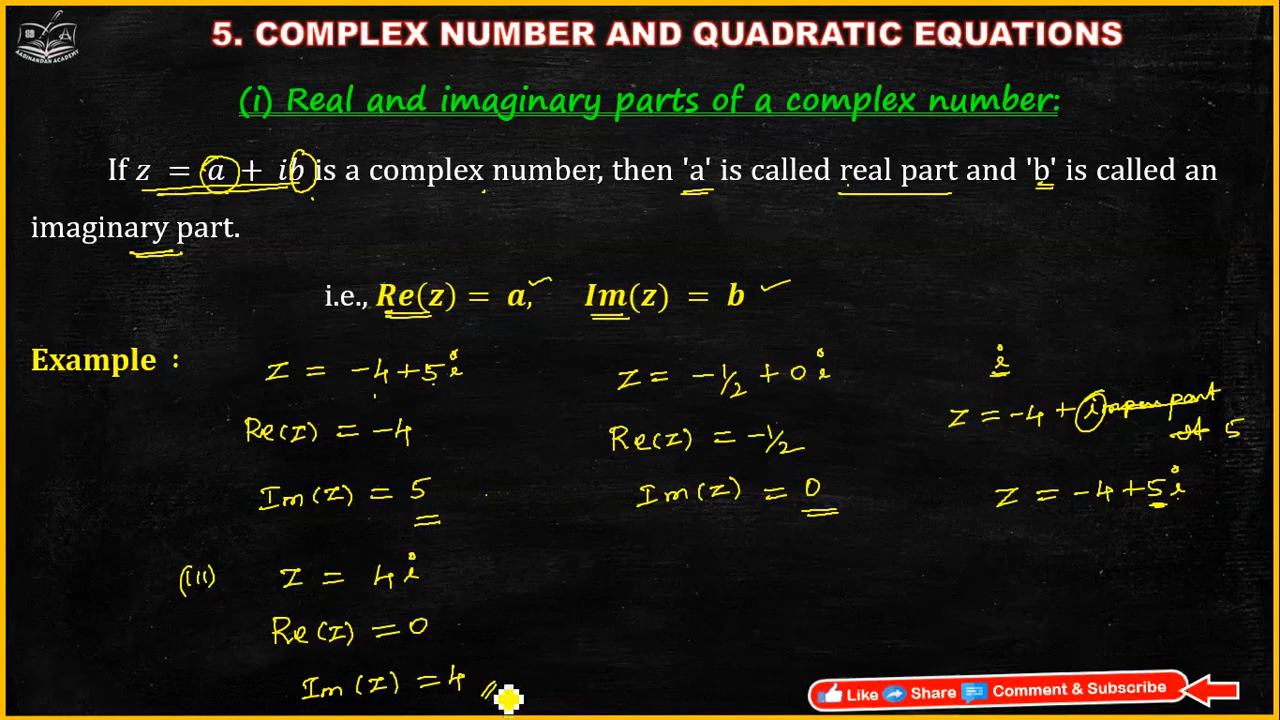 AADINANDAN ACADEMY
5. COMPLEX NUMBER AND QUADRATIC EQUATIONS
(i) Real and imaginary parts of a complex number:
If z = a + ib is a complex number, then 'a' is called real part and 'b' is called an
imaginary part.
i.e., Re(z) = a, Im(z) = b
Example :
Z = -4+5i
Re(Z) = -4
Im(Z) = 5
Z = -1/2 + 0i
Re(Z) = -1/2
Im(Z) = 0
i
Z = -4 + i part
5
Z = -4+5i
(iii) Z = 4i
Re(Z) = 0
Im(Z) = 4 //
Like Share Comment & Subscribe